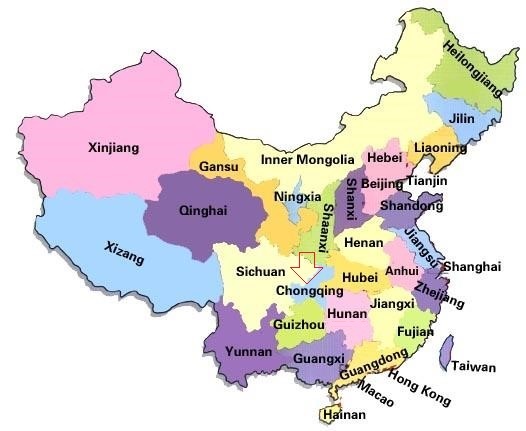 Heilongjiang
Jilin
Liaoning
Xinjiang
Inner Mongolia
Gansu
Hebei
Beijing
Tianjin
Ningxia
Shanxi
Shaanxi
Shandong
Qinghai
Xizang
Henan
Jiangsu
Sichuan
Chongqing
Hubei
Anhui
Shanghai
Zhejiang
Jiangxi
Hunan
Guizhou
Fujian
Yunnan
Guangxi
Guangdong
Taiwan
Hong Kong
Macao
Hainan